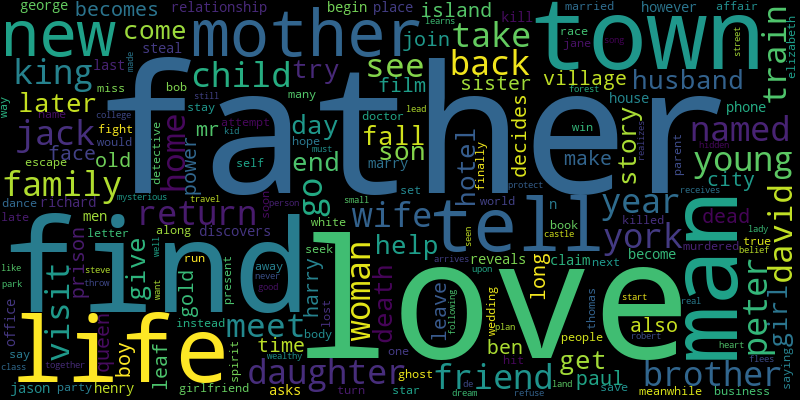 george becomes relationship begin place island married however affair
new come mother join take town train elizabeth
steal race jane song street
king last child try see back kill learns
miss bob film sister village husband
later many stay doctor house phone
way father
jack name college fight would home mr day fall son lead decides story win forest named
face old detective attempt hope must finally make realizes hidden
escape power self kid end marry hotel parent young
family mysterious travel soon person set protect world city receives
dance richard men return go small wife tell n year david
late letter along discovers white seen book castle killed dead lady
find prison seek woman help upon reveals york murdered true belief
like steve well run away harry death leave arrives long claim next become man peter girl
park throw want gold present never good following land thomas start real
visit give lost wedding plan also
office queen instead meet body people robert heart saying
life boy leaf spirit time love ben hit get flees
say together wealthy one
class daughter ghost friend paul brother
jason party henry girlfriend asks turn star de dream refuse save meanwhile business